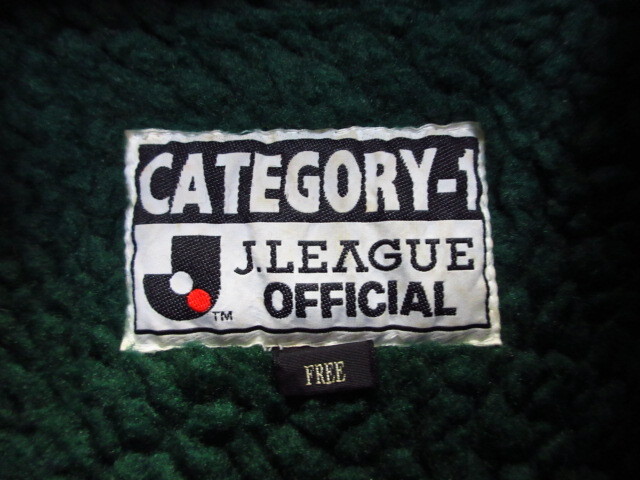 CATEGORY-1
J.LEAGUE
OFFICIAL
TM
FREE